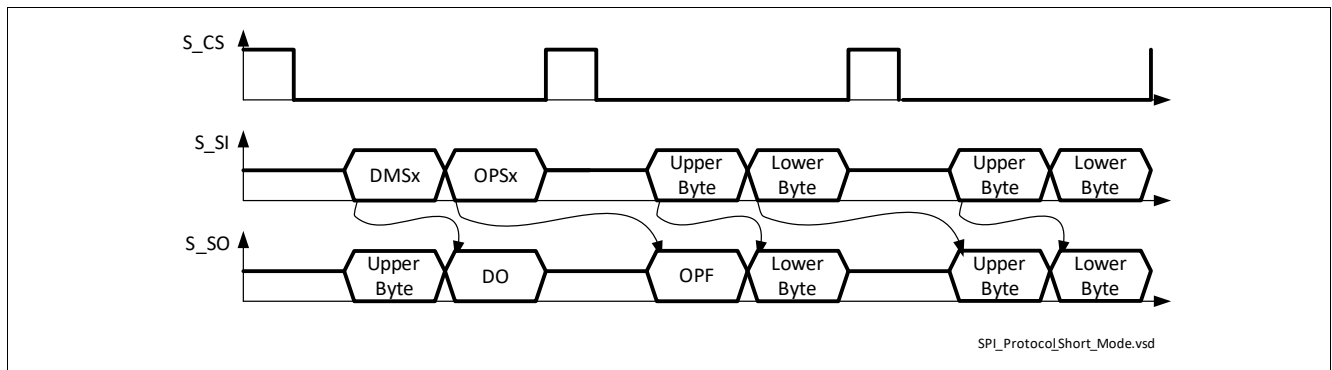 S_CS
S_SI
DMSx
OPSx
Upper
Byte
Lower
Byte
Upper
Byte
Lower
Byte
S_SO
Upper
Byte
DO
OPF
Lower
Byte
Upper
Byte
Lower
Byte
SPI_Protocol_Short_Mode.vsd